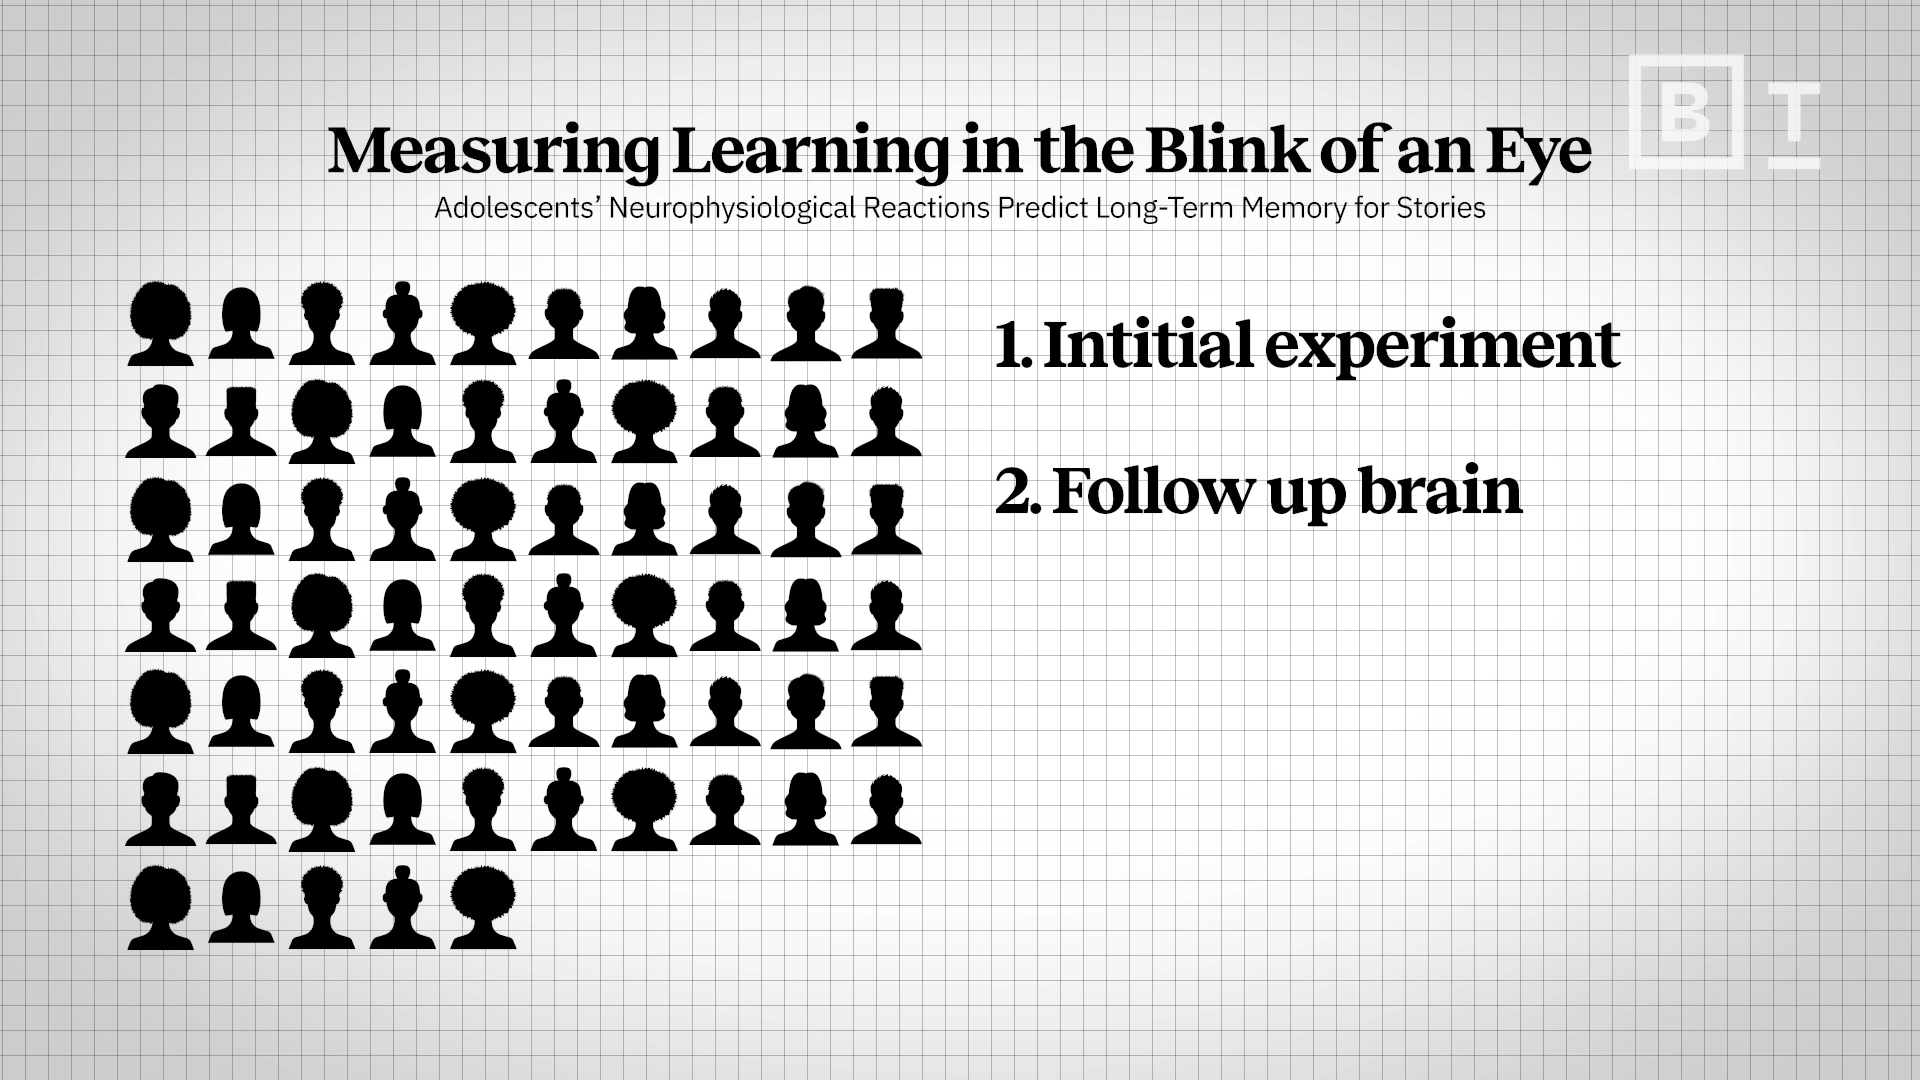 Measuring Learning in the Blink of an Eye
B T
Adolescents’ Neurophysiological Reactions Predict Long-Term Memory for Stories
1. Intitial experiment
2. Follow up brain